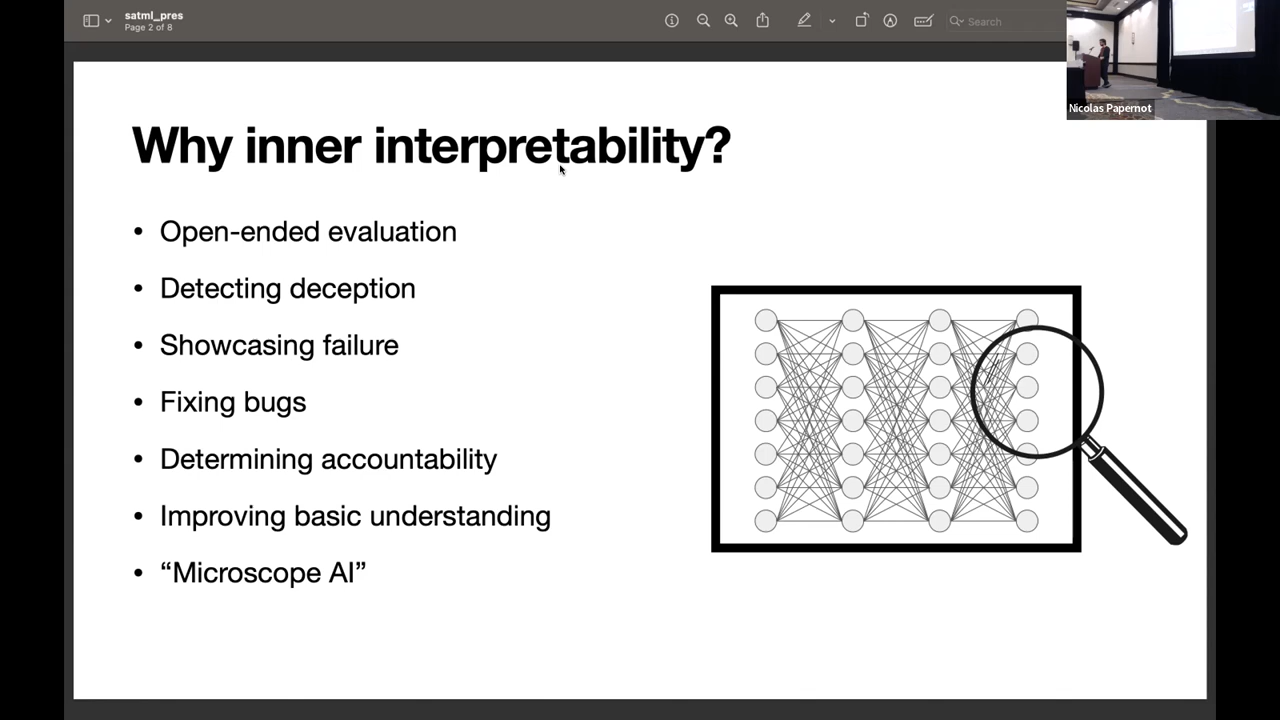 satml_pres
Page 2 of 8
Search
Nicolas Papernot
Why inner interpretability?
• Open-ended evaluation
• Detecting deception
• Showcasing failure
• Fixing bugs
• Determining accountability
• Improving basic understanding
• “Microscope AI”